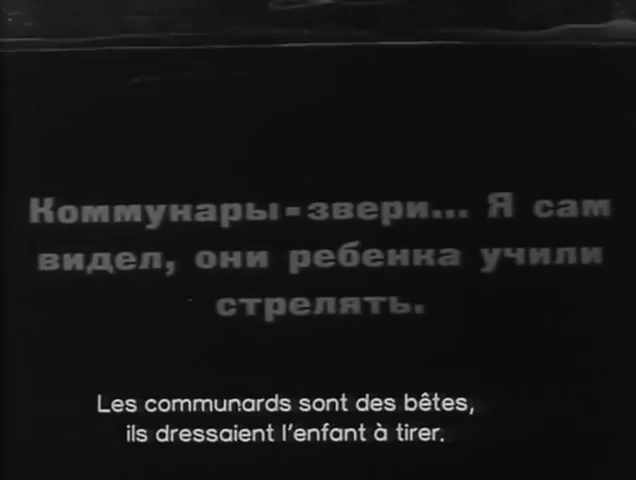 Коммунары-звери... Я сам
видел, они ребенка учили
стрелять.
Les communards sont des bêtes,
ils dressaient l'enfant à tirer.